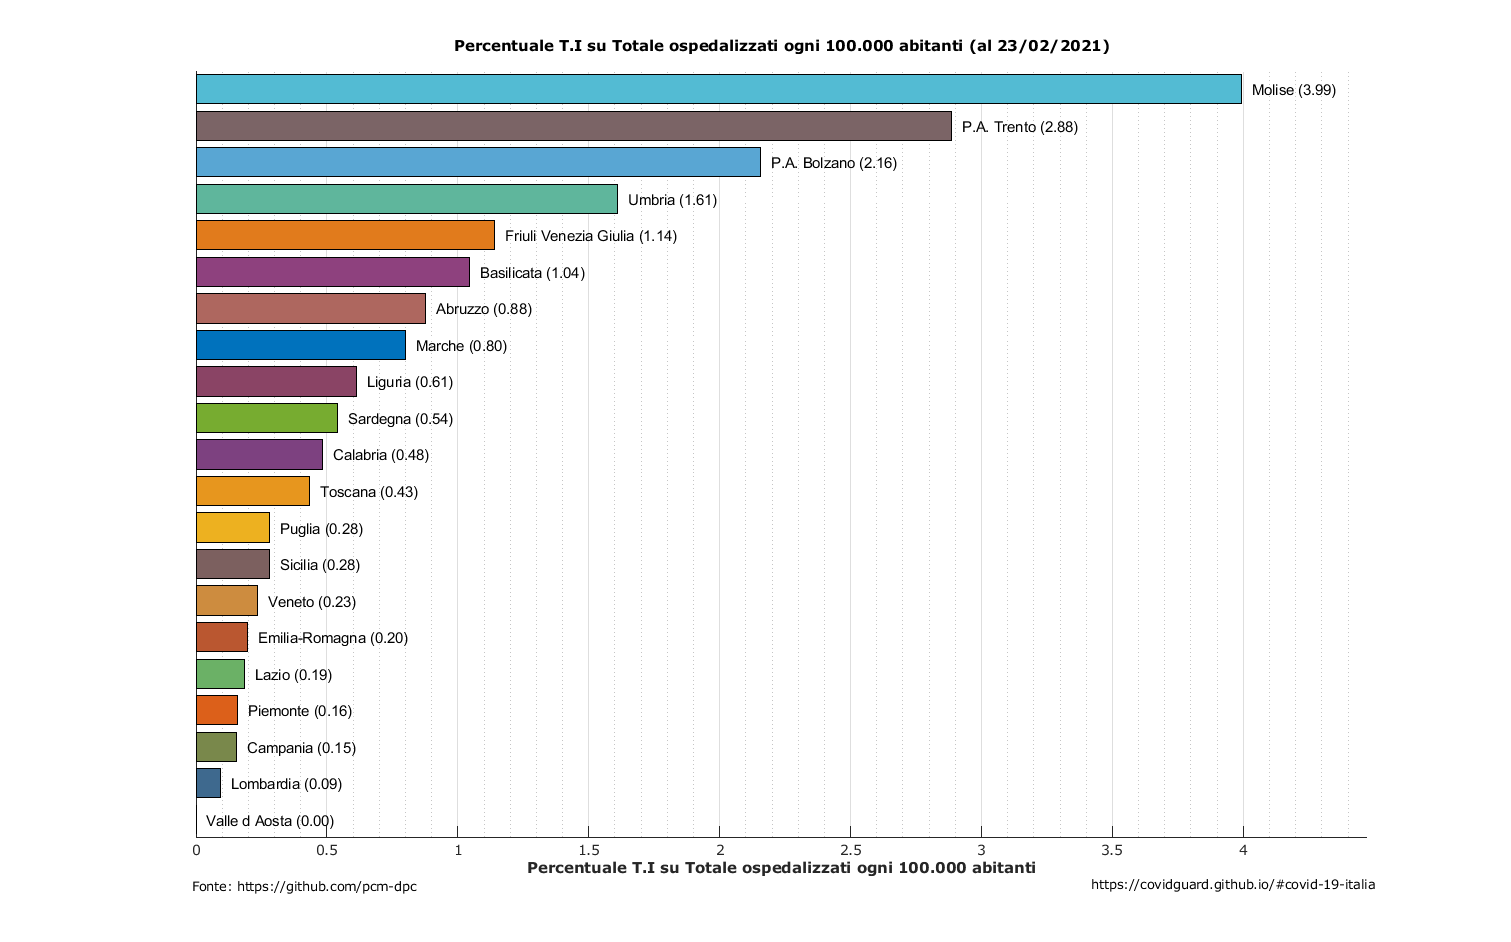 Percentuale T.I su Totale ospedalizzati ogni 100.000 abitanti (al 23/02/2021)
Molise (3.99)
P.A. Trento (2.88)
P.A. Bolzano (2.16)
Umbria (1.61)
Friuli Venezia Giulia (1.14)
Basilicata (1.04)
Abruzzo (0.88)
Marche (0.80)
Liguria (0.61)
Sardegna (0.54)
Calabria (0.48)
Toscana (0.43)
Puglia (0.28)
Sicilia (0.28)
Veneto (0.23)
Emilia-Romagna (0.20)
Lazio (0.19)
Piemonte (0.16)
Campania (0.15)
Lombardia (0.09)
Valle d Aosta (0.00)
0 0.5 1 1.5 2 2.5 3 3.5 4
Percentuale T.I su Totale ospedalizzati ogni 100.000 abitanti
Fonte: https://github.com/pcm-dpc
https://covidguard.github.io/#covid-19-italia